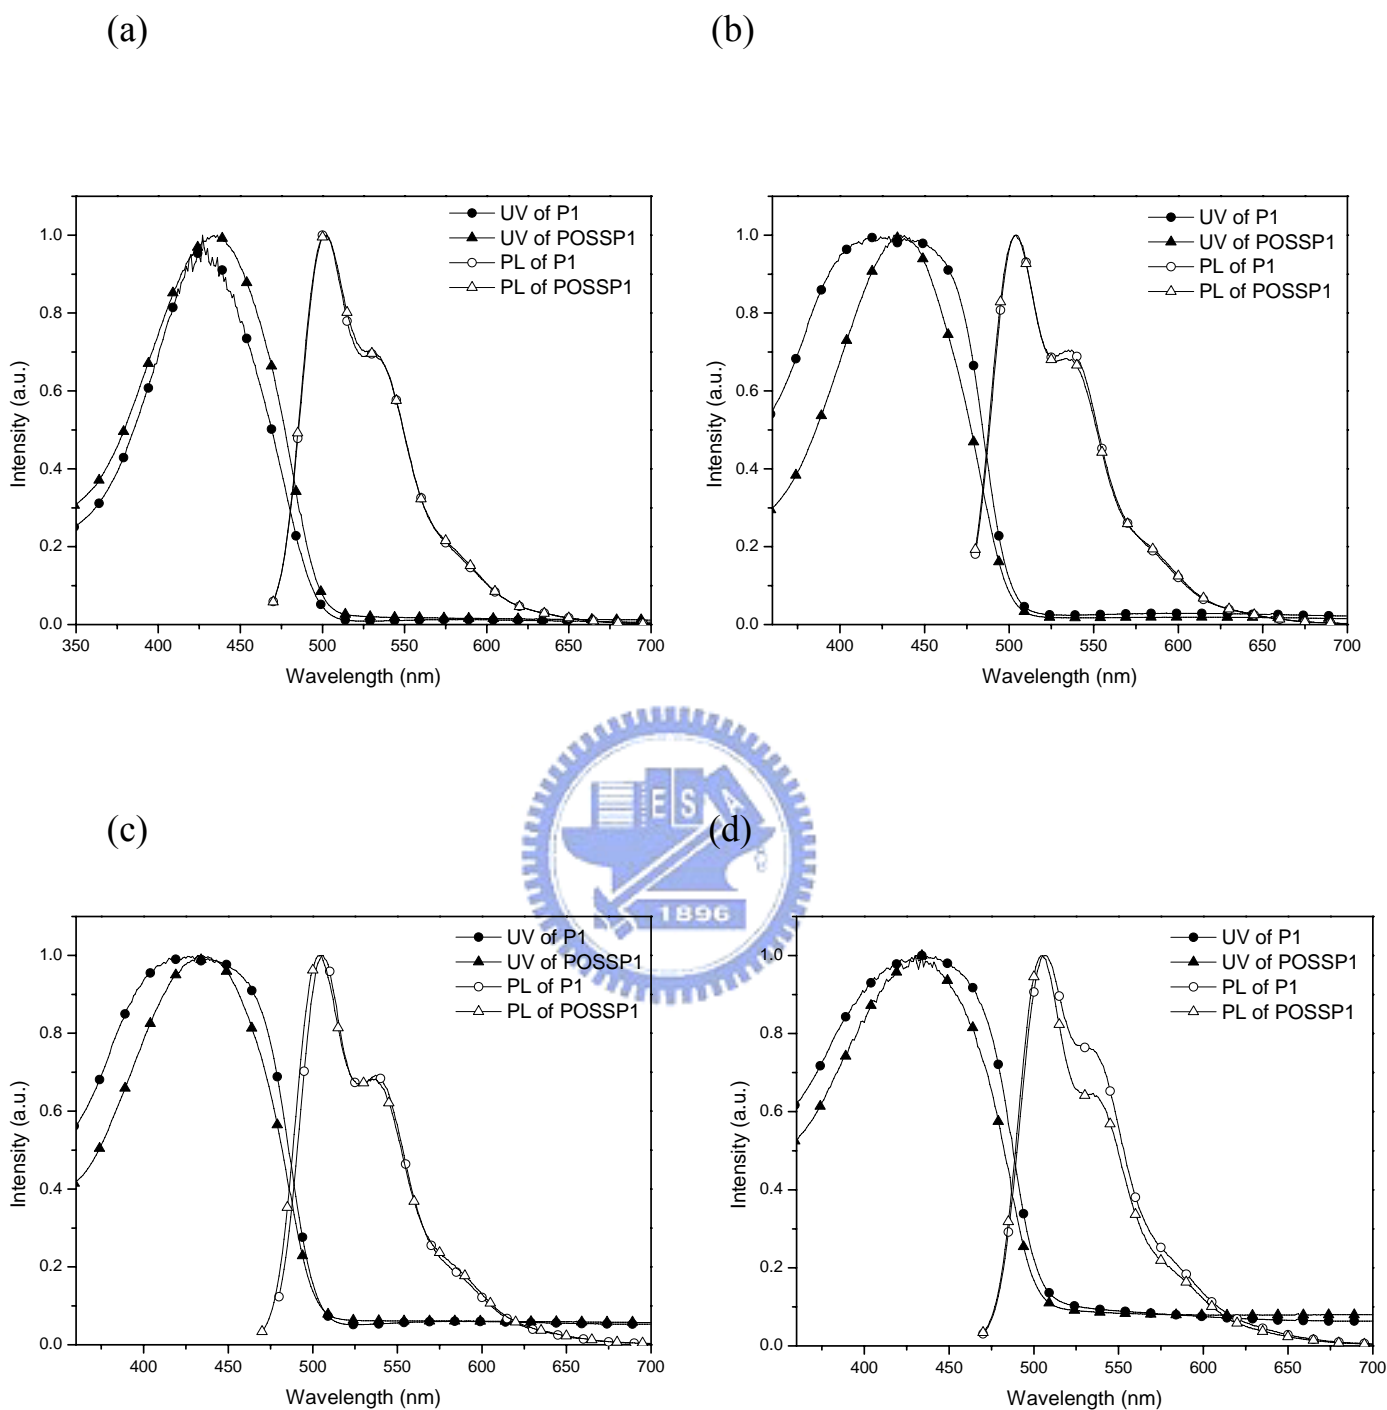 (a)
1.0
0.8
0.6
0.4
0.2
0.0
Intensity (a.u.)
350 400 450 500 550 600 650 700
Wavelength (nm)
UV of P1
UV of POSSP1
PL of P1
PL of POSSP1
(b)
1.0
0.8
0.6
0.4
0.2
0.0
Intensity (a.u.)
400 450 500 550 600 650 700
Wavelength (nm)
UV of P1
UV of POSSP1
PL of P1
PL of POSSP1
E S A
1896
(c)
1.0
0.8
0.6
0.4
0.2
0.0
Intensity (a.u.)
400 450 500 550 600 650 700
Wavelength (nm)
UV of P1
UV of POSSP1
PL of P1
PL of POSSP1
(d)
1.0
0.8
0.6
0.4
0.2
0.0
Intensity (a.u.)
400 450 500 550 600 650 700
Wavelength (nm)
UV of P1
UV of POSSP1
PL of P1
PL of POSSP1